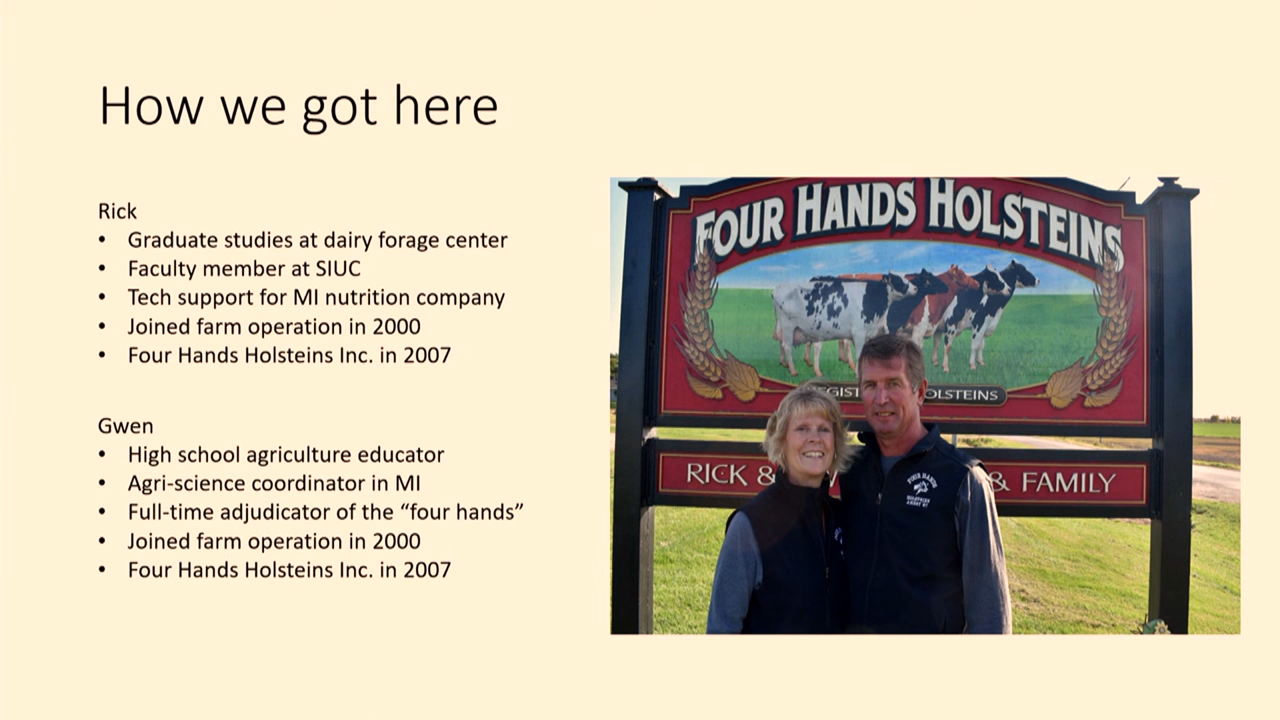 How we got here
Rick
• Graduate studies at dairy forage center
• Faculty member at SIUC
• Tech support for MI nutrition company
• Joined farm operation in 2000
• Four Hands Holsteins Inc. in 2007
Gwen
• High school agriculture educator
• Agri-science coordinator in MI
• Full-time adjudicator of the “four hands”
• Joined farm operation in 2000
• Four Hands Holsteins Inc. in 2007
FOUR HANDS HOLSTEINS
RICK & & FAMILY
FOUR HANDS
HOLSTEINS